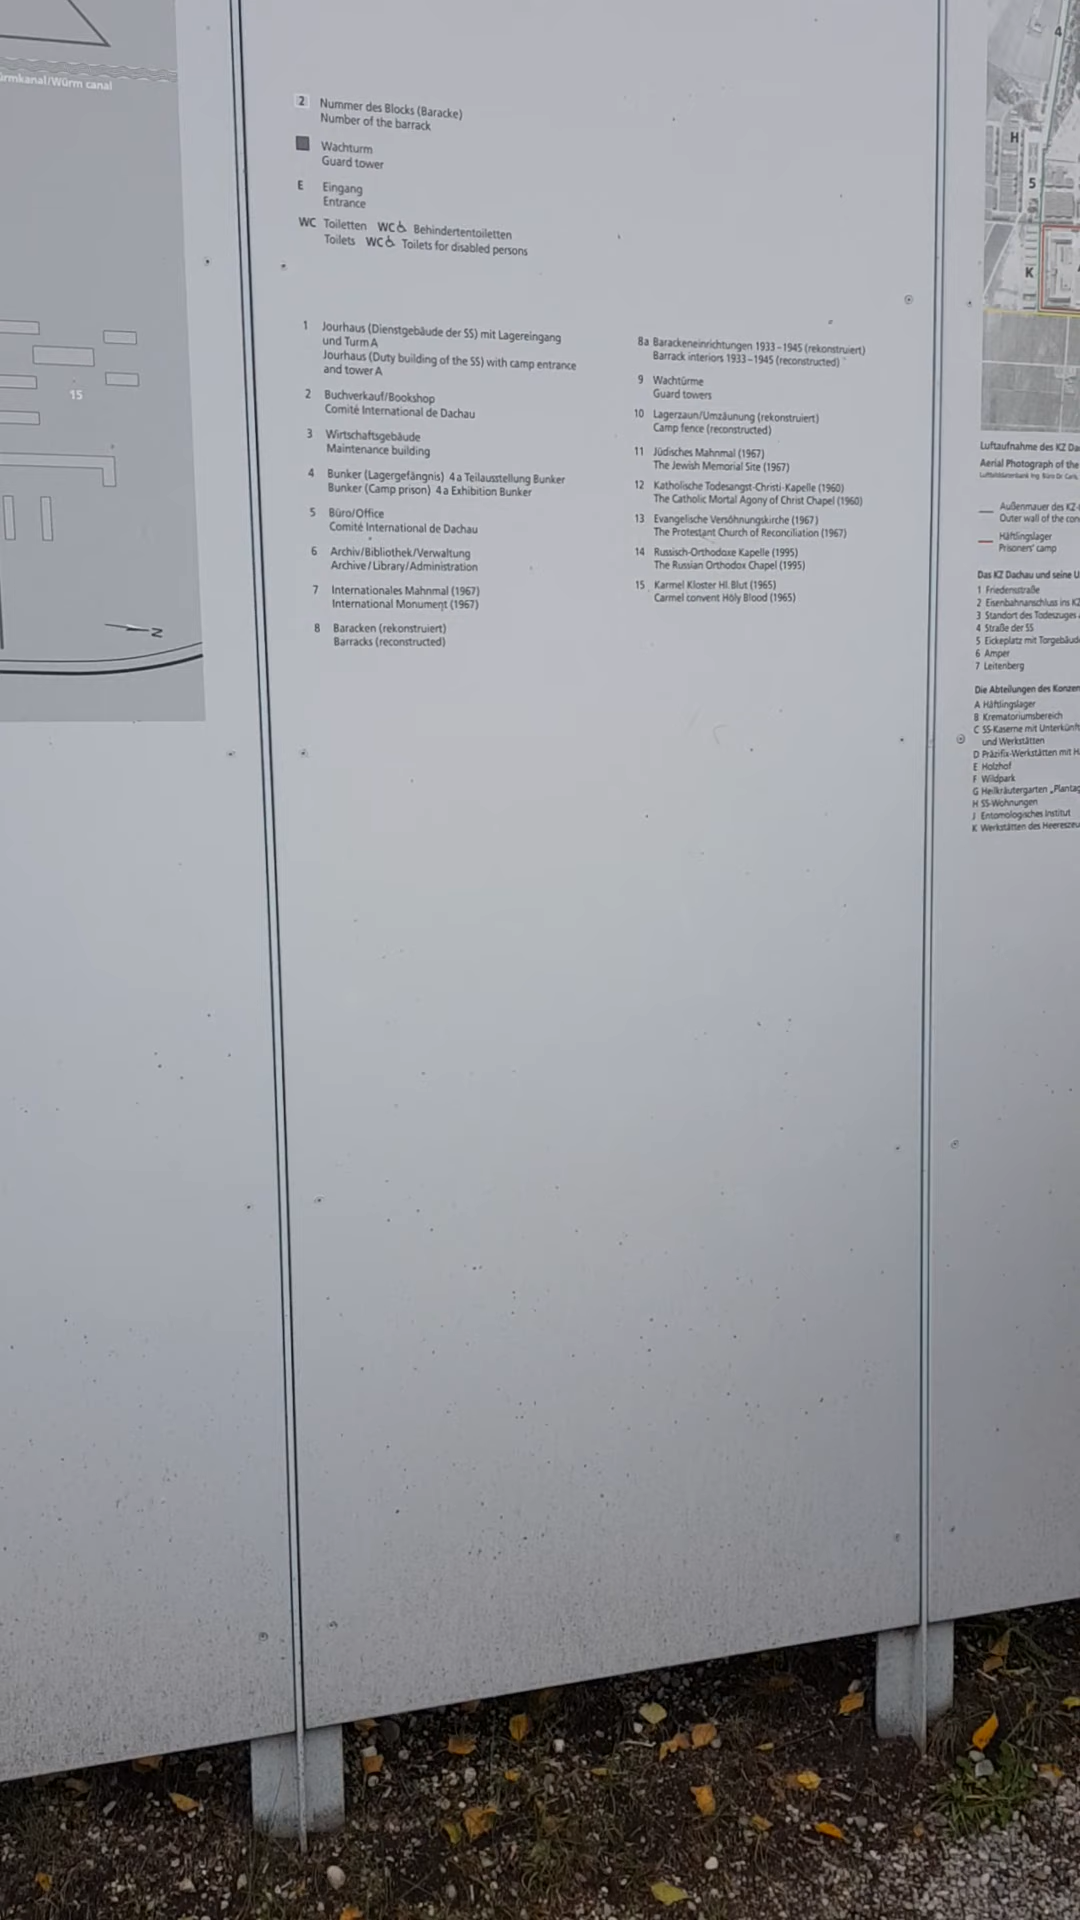 ürmkanal/Würm canal
15
N
2 Nummer des Blocks (Baracke)
Number of the barrack
Wachturm
Guard tower
E Eingang
Entrance
WC Toiletten WC Behindertentoiletten
Toilets WC Toilets for disabled persons
1 Jourhaus (Dienstgebäude der SS) mit Lagereingang
und Turm A
Jourhaus (Duty building of the SS) with camp entrance
and tower A
2 Buchverkauf/Bookshop
Comité International de Dachau
3 Wirtschaftsgebäude
Maintenance building
4 Bunker (Lagergefängnis) 4a Teilausstellung Bunker
Bunker (Camp prison) 4a Exhibition Bunker
5 Büro/Office
Comité International de Dachau
6 Archiv/Bibliothek/Verwaltung
Archive/Library/Administration
7 Internationales Mahnmal (1967)
International Monument (1967)
8 Baracken (rekonstruiert)
Barracks (reconstructed)
8a Barackeneinrichtungen 1933–1945 (rekonstruiert)
Barrack interiors 1933–1945 (reconstructed)
9 Wachtürme
Guard towers
10 Lagerzaun/Umzäunung (rekonstruiert)
Camp fence (reconstructed)
11 Jüdisches Mahnmal (1967)
The Jewish Memorial Site (1967)
12 Katholische Todesangst-Christi-Kapelle (1960)
The Catholic Mortal Agony of Christ Chapel (1960)
13 Evangelische Versöhnungskirche (1967)
The Protestant Church of Reconciliation (1967)
14 Russisch-Orthodoxe Kapelle (1995)
The Russian Orthodox Chapel (1995)
15 Karmel Kloster Hl. Blut (1965)
Carmel convent Holy Blood (1965)
4
H
5
K
Luftaufnahme des KZ Da
Aerial Photograph of the
Außenmauer des KZ-
Outer wall of the con
Häftlingslager
Prisoners' camp
Das KZ Dachau und seine U
1 Friedenstraße
2 Eisenbahnanschluss ins KZ
3 Standort des Todeszuges
4 Straße der SS
5 Eickeplatz mit Torgebäud
6 Amper
7 Leitenberg
Die Abteilungen des Konzen
A Häftlingslager
B Krematoriumsbereich
C SS-Kaserne mit Unterkünft
und Werkstätten
D Präzifix-Werkstätten mit H
E Holzhof
F Wildpark
G Heilkräutergarten „Plantag
H SS-Wohnungen
J Entomologisches Institut
K Werkstätten des Heereszeu